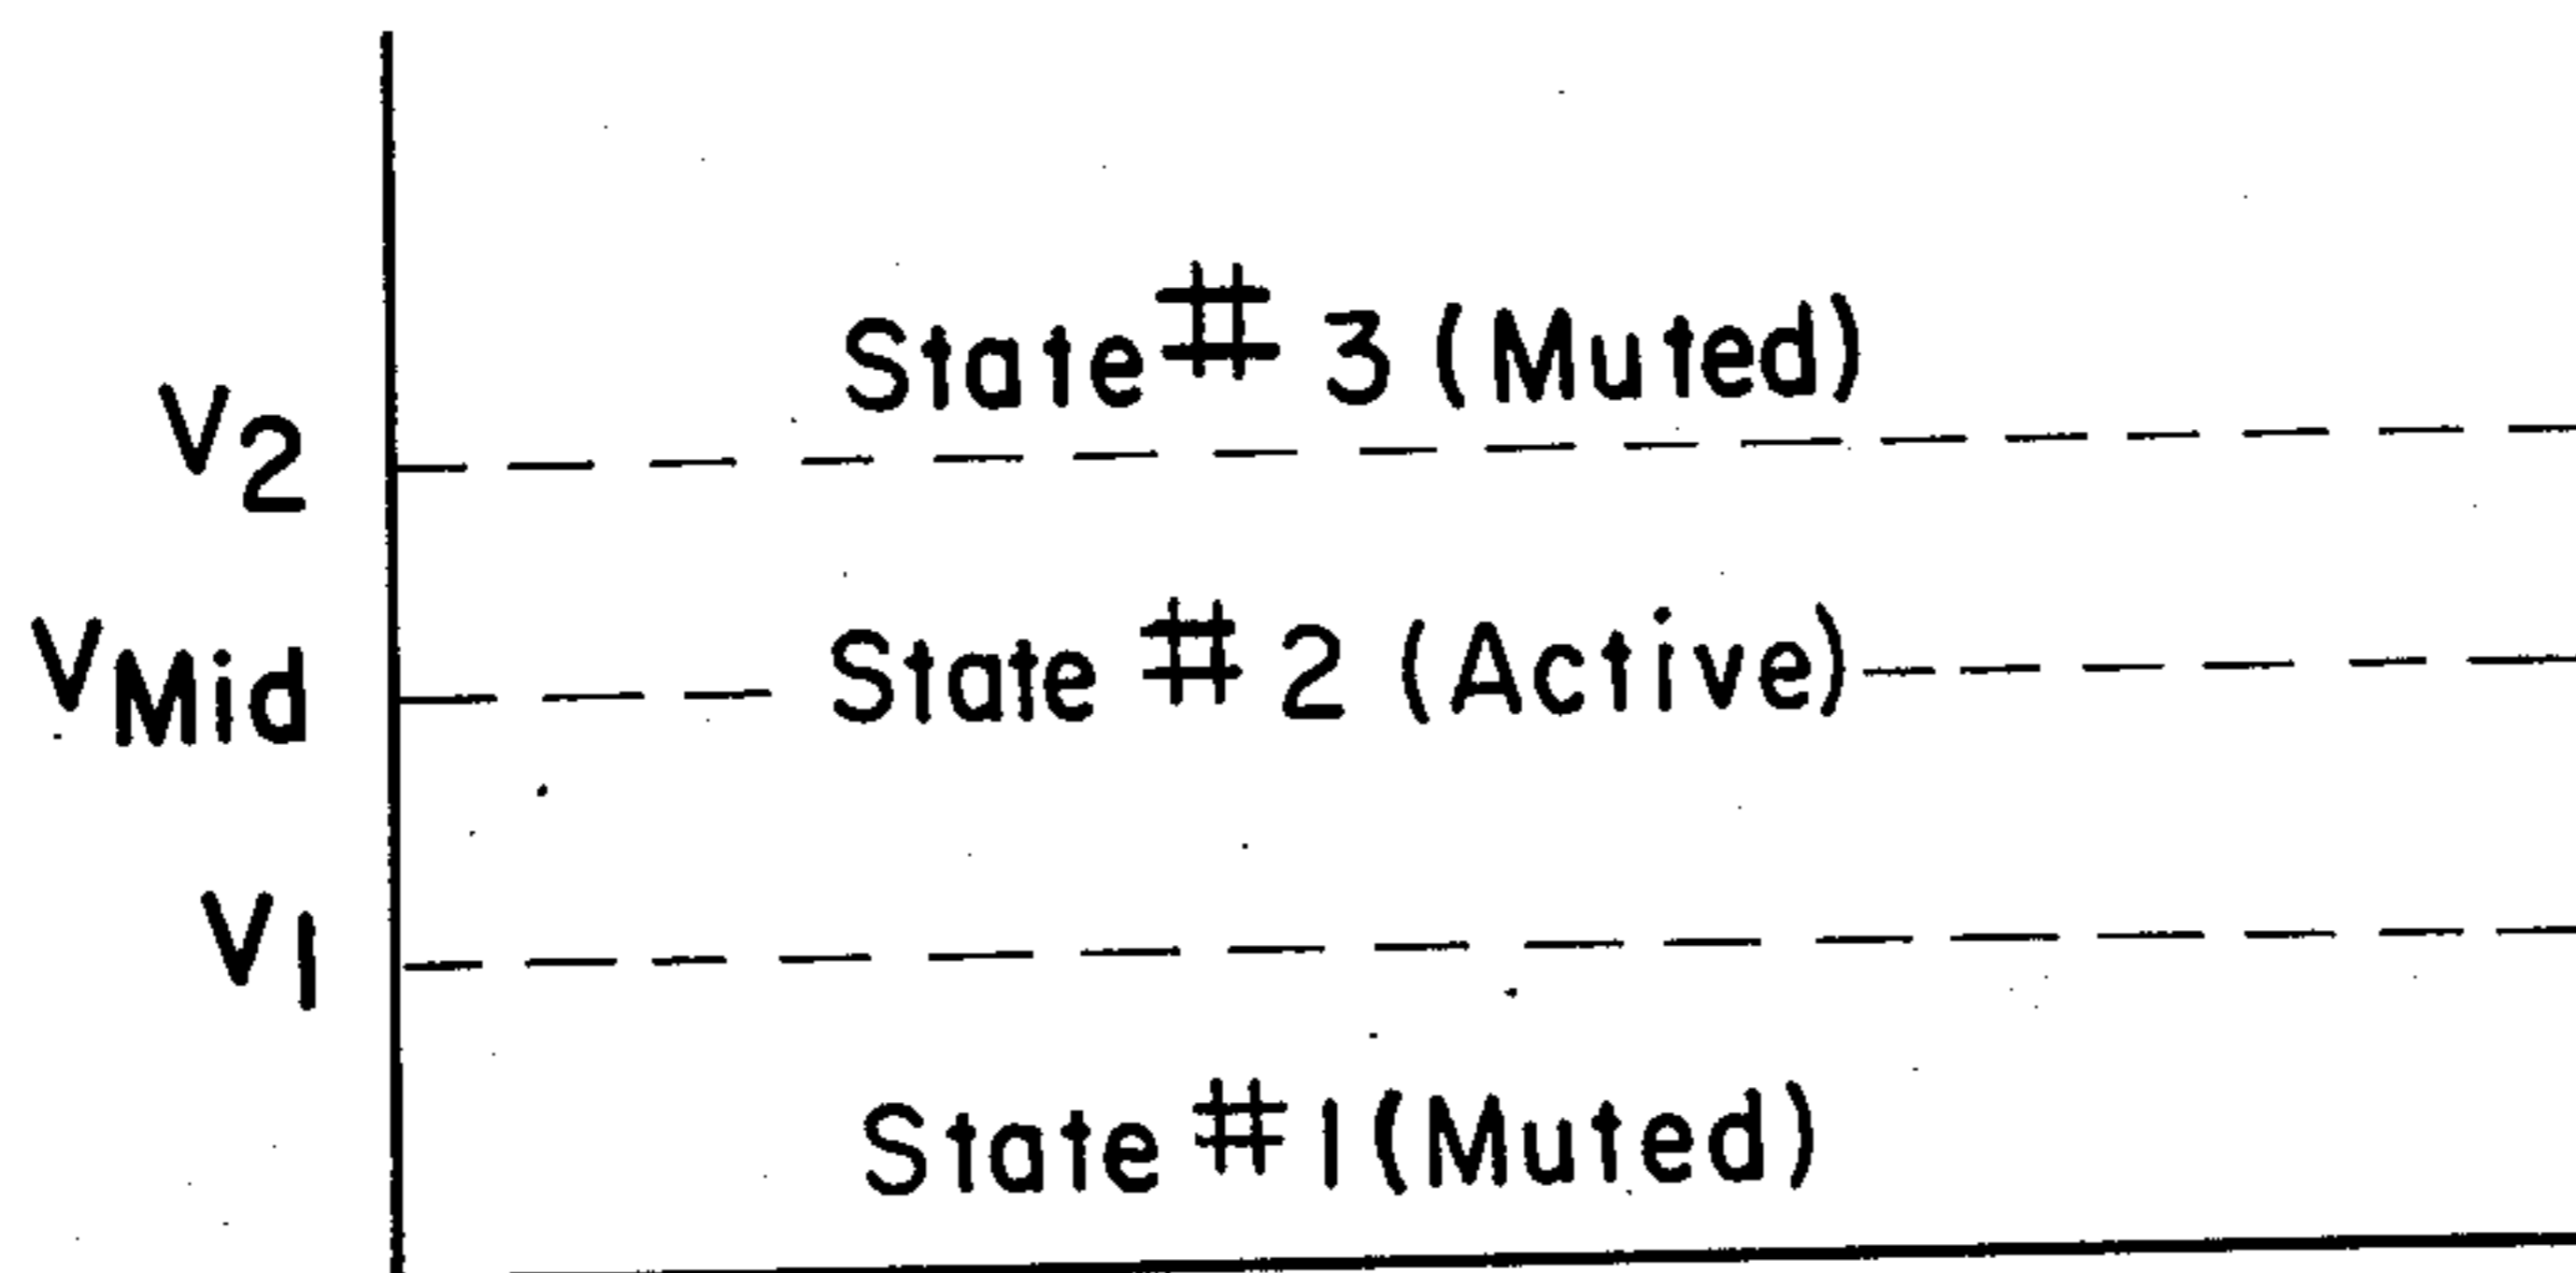 State # 3 (Muted)
V2
VMid State # 2 (Active)
V1
State # 1 (Muted)